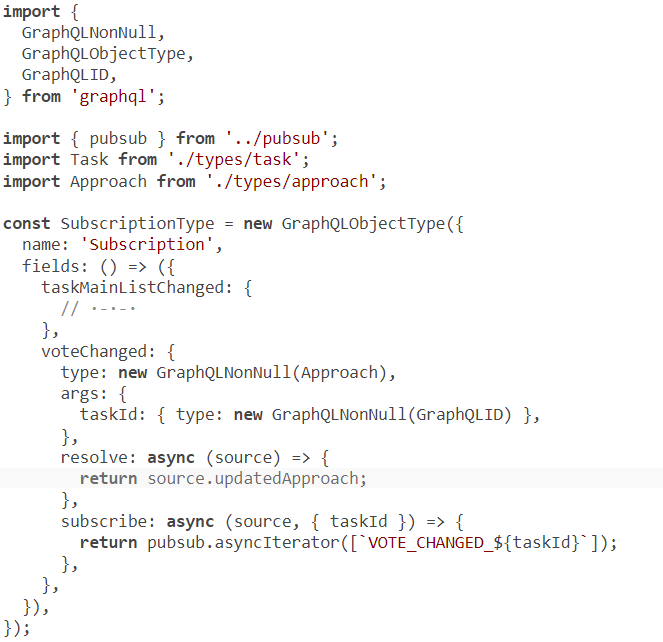 import {
  GraphQLNonNull,
  GraphQLObjectType,
  GraphQLID,
} from 'graphql';

import { pubsub } from '../pubsub';
import Task from './types/task';
import Approach from './types/approach';

const SubscriptionType = new GraphQLObjectType({
  name: 'Subscription',
  fields: () => ({
    taskMainListChanged: {
      // ·-·-·
    },
    voteChanged: {
      type: new GraphQLNonNull(Approach),
      args: {
        taskId: { type: new GraphQLNonNull(GraphQLID) },
      },
      resolve: async (source) => {
        return source.updatedApproach;
      },
      subscribe: async (source, { taskId }) => {
        return pubsub.asyncIterator([`VOTE_CHANGED_${taskId}`]);
      },
    },
  }),
});